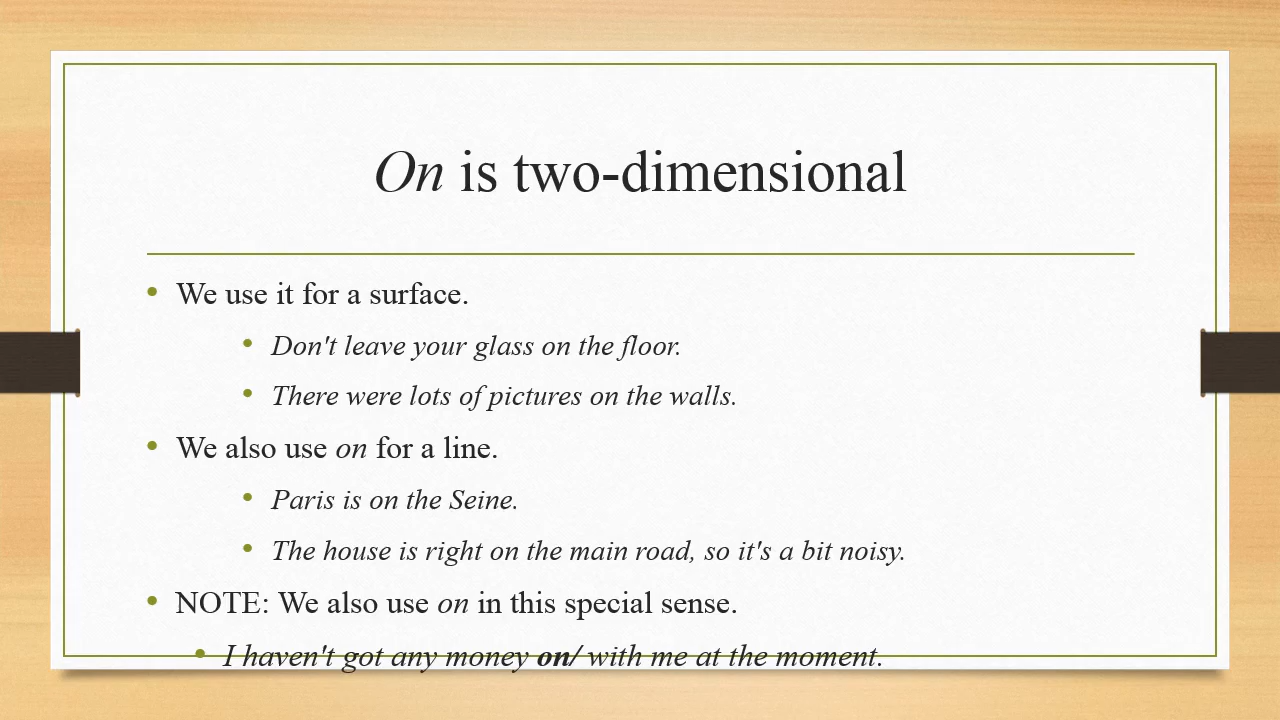 On is two-dimensional
We use it for a surface.
Don't leave your glass on the floor.
There were lots of pictures on the walls.
We also use on for a line.
Paris is on the Seine.
The house is right on the main road, so it's a bit noisy.
NOTE: We also use on in this special sense.
I haven't got any money on/ with me at the moment.